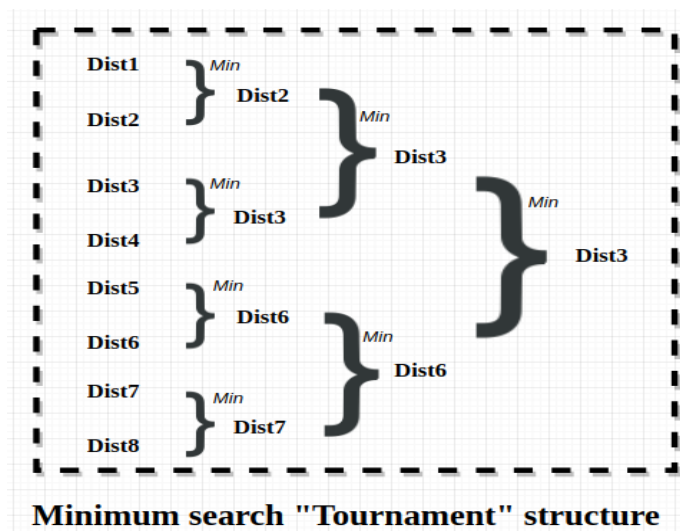 Dist1
Min
Dist2
Dist2
Min
Dist3
Dist3
Min
Dist3
Dist4
Min
Dist3
Dist5
Min
Dist6
Dist6
Min
Dist6
Dist7
Min
Dist7
Dist8
Minimum search "Tournament" structure